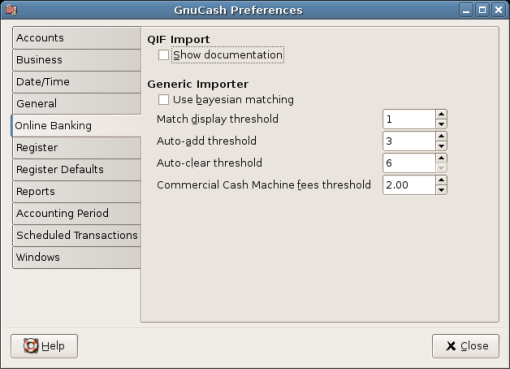 GnuCash Preferences
Accounts
Business
Date/Time
General
Online Banking
Register
Register Defaults
Reports
Accounting Period
Scheduled Transactions
Windows
QIF Import
Show documentation
Generic Importer
Use bayesian matching
Match display threshold 1
Auto-add threshold 3
Auto-clear threshold 6
Commercial Cash Machine fees threshold 2.00
Help
Close